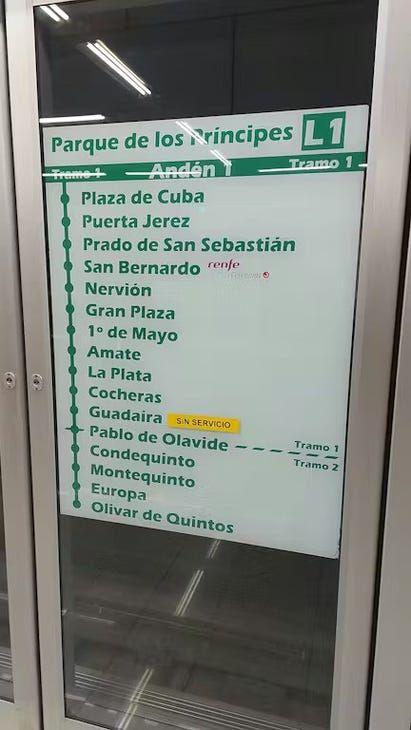 Parque de los Príncipes L1
Tramo 1 Andén 1 Tramo 1
Plaza de Cuba
Puerta Jerez
Prado de San Sebastián
San Bernardo renfe
Nervión
Gran Plaza
1º de Mayo
Amate
La Plata
Cocheras
Guadaira SIN SERVICIO
Pablo de Olavide Tramo 1
Condequinto Tramo 2
Montequinto
Europa
Olivar de Quintos